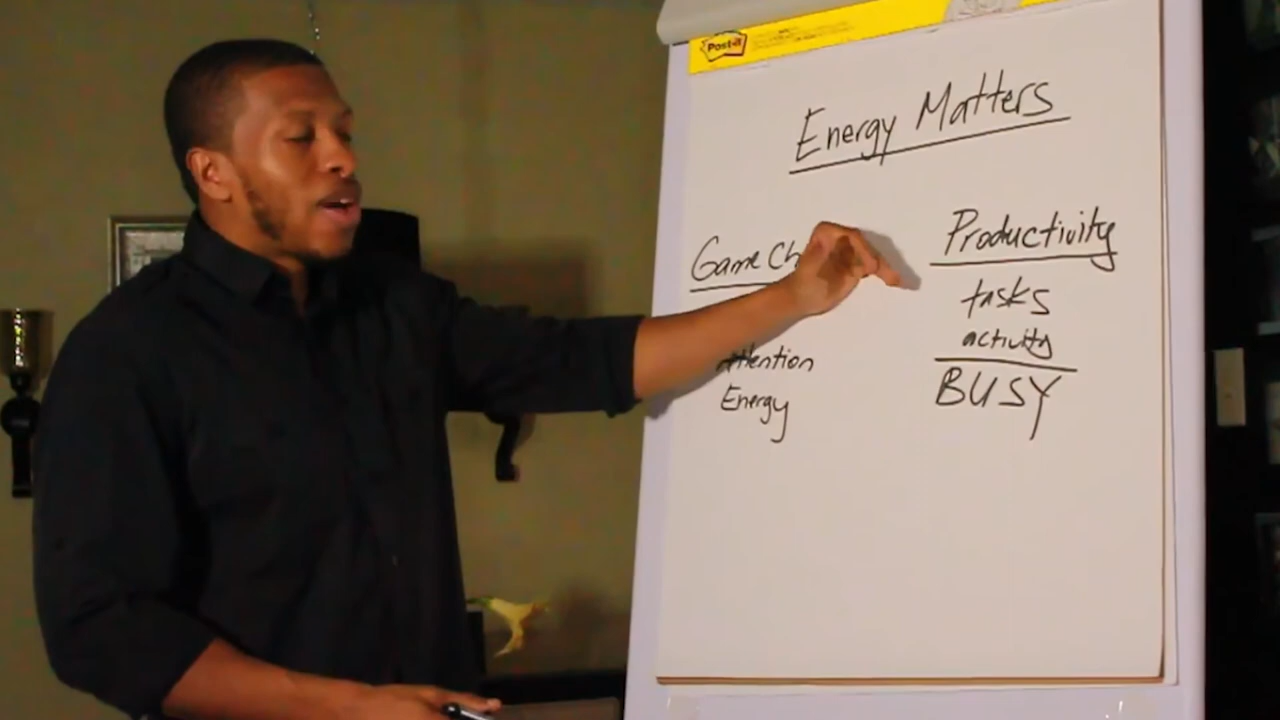 Post-it
Energy Matters
Game Ch
Attention
Energy
Productivity
tasks
activity
BUSY